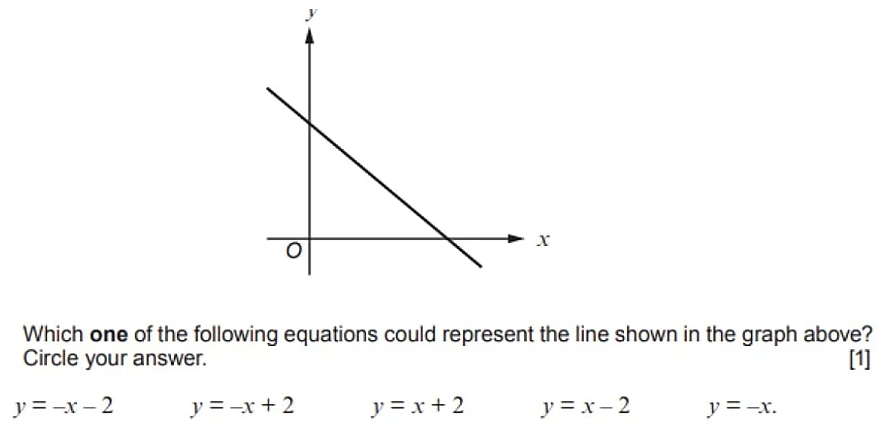 y
O
x
Which one of the following equations could represent the line shown in the graph above?
Circle your answer. [1]
y = –x – 2 y = –x + 2 y = x + 2 y = x – 2 y = –x.